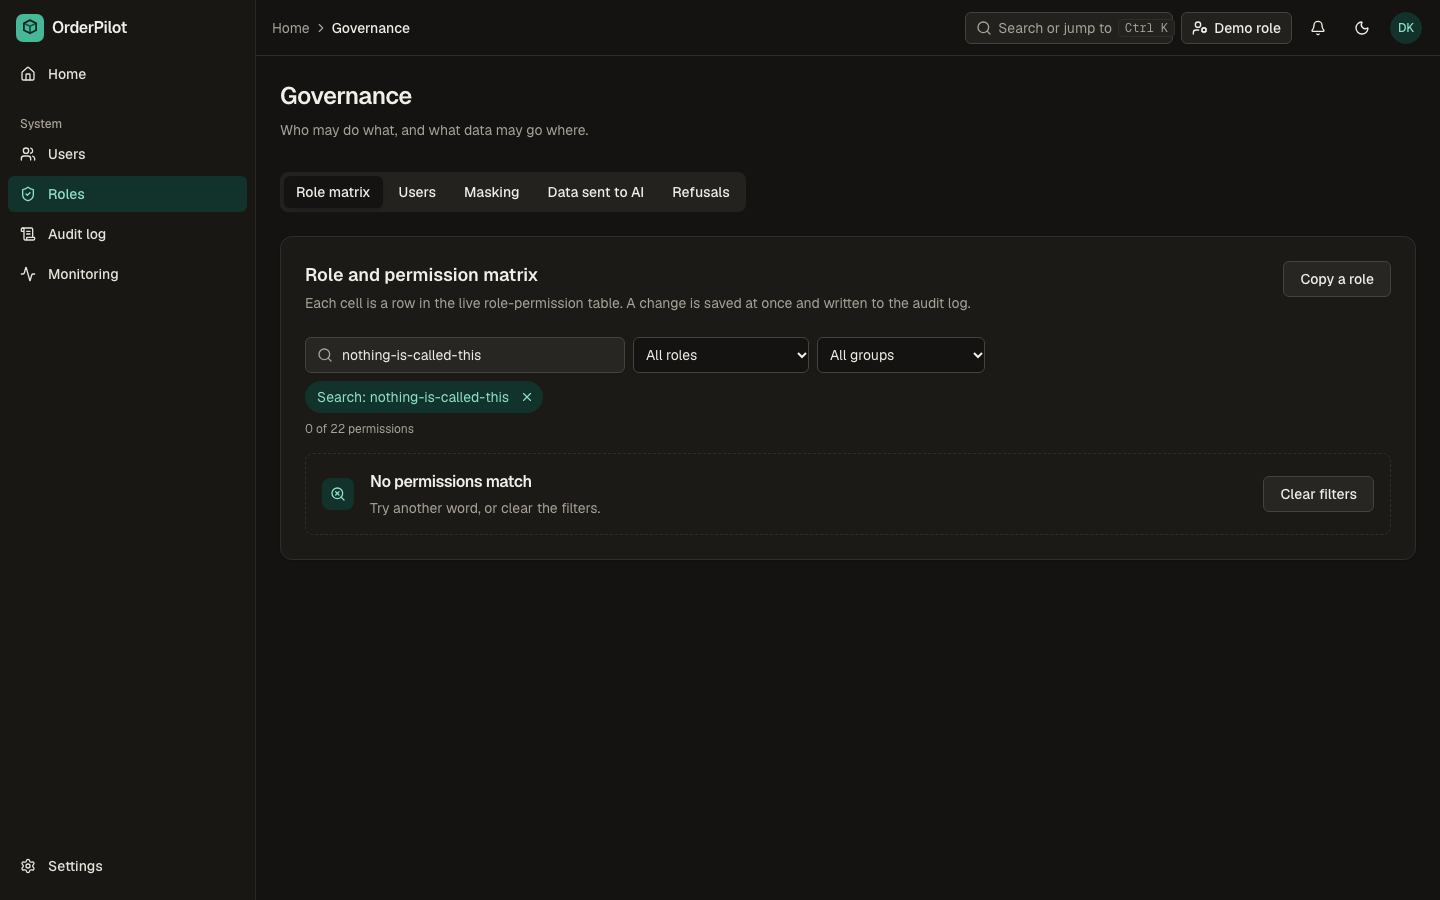 OrderPilot
Home
System
Users
Roles
Audit log
Monitoring
Settings
Home > Governance
Search or jump to Ctrl K
Demo role
DK
Governance
Who may do what, and what data may go where.
Role matrix Users Masking Data sent to AI Refusals
Role and permission matrix
Each cell is a row in the live role-permission table. A change is saved at once and written to the audit log.
Copy a role
nothing-is-called-this
All roles
All groups
Search: nothing-is-called-this
0 of 22 permissions
No permissions match
Try another word, or clear the filters.
Clear filters